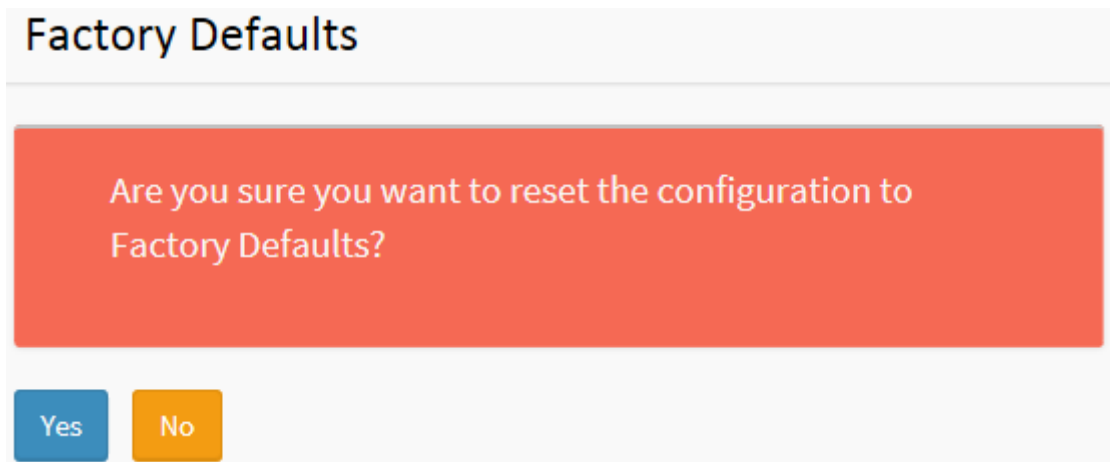 Factory Defaults
Are you sure you want to reset the configuration to
Factory Defaults?
Yes No